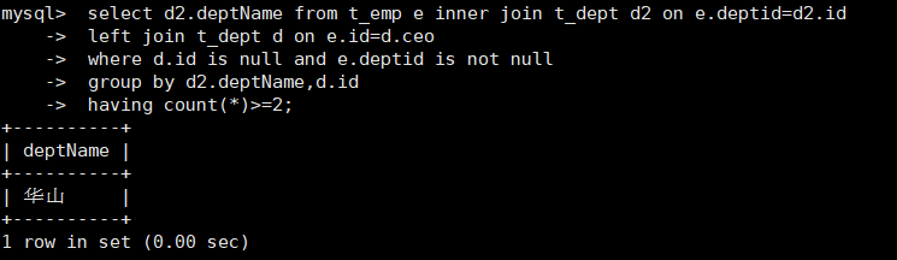 mysql>  select d2.deptName from t_emp e inner join t_dept d2 on e.deptid=d2.id
    ->  left join t_dept d on e.id=d.ceo
    ->  where d.id is null and e.deptid is not null
    ->  group by d2.deptName,d.id
    ->  having count(*)>=2;
+----------+
| deptName |
+----------+
| 华山     |
+----------+
1 row in set (0.00 sec)